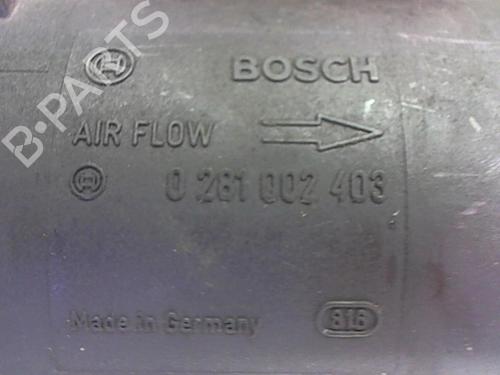 BOSCH
AIR FLOW
0 281 002 403
Made in Germany
816
B-PARTS